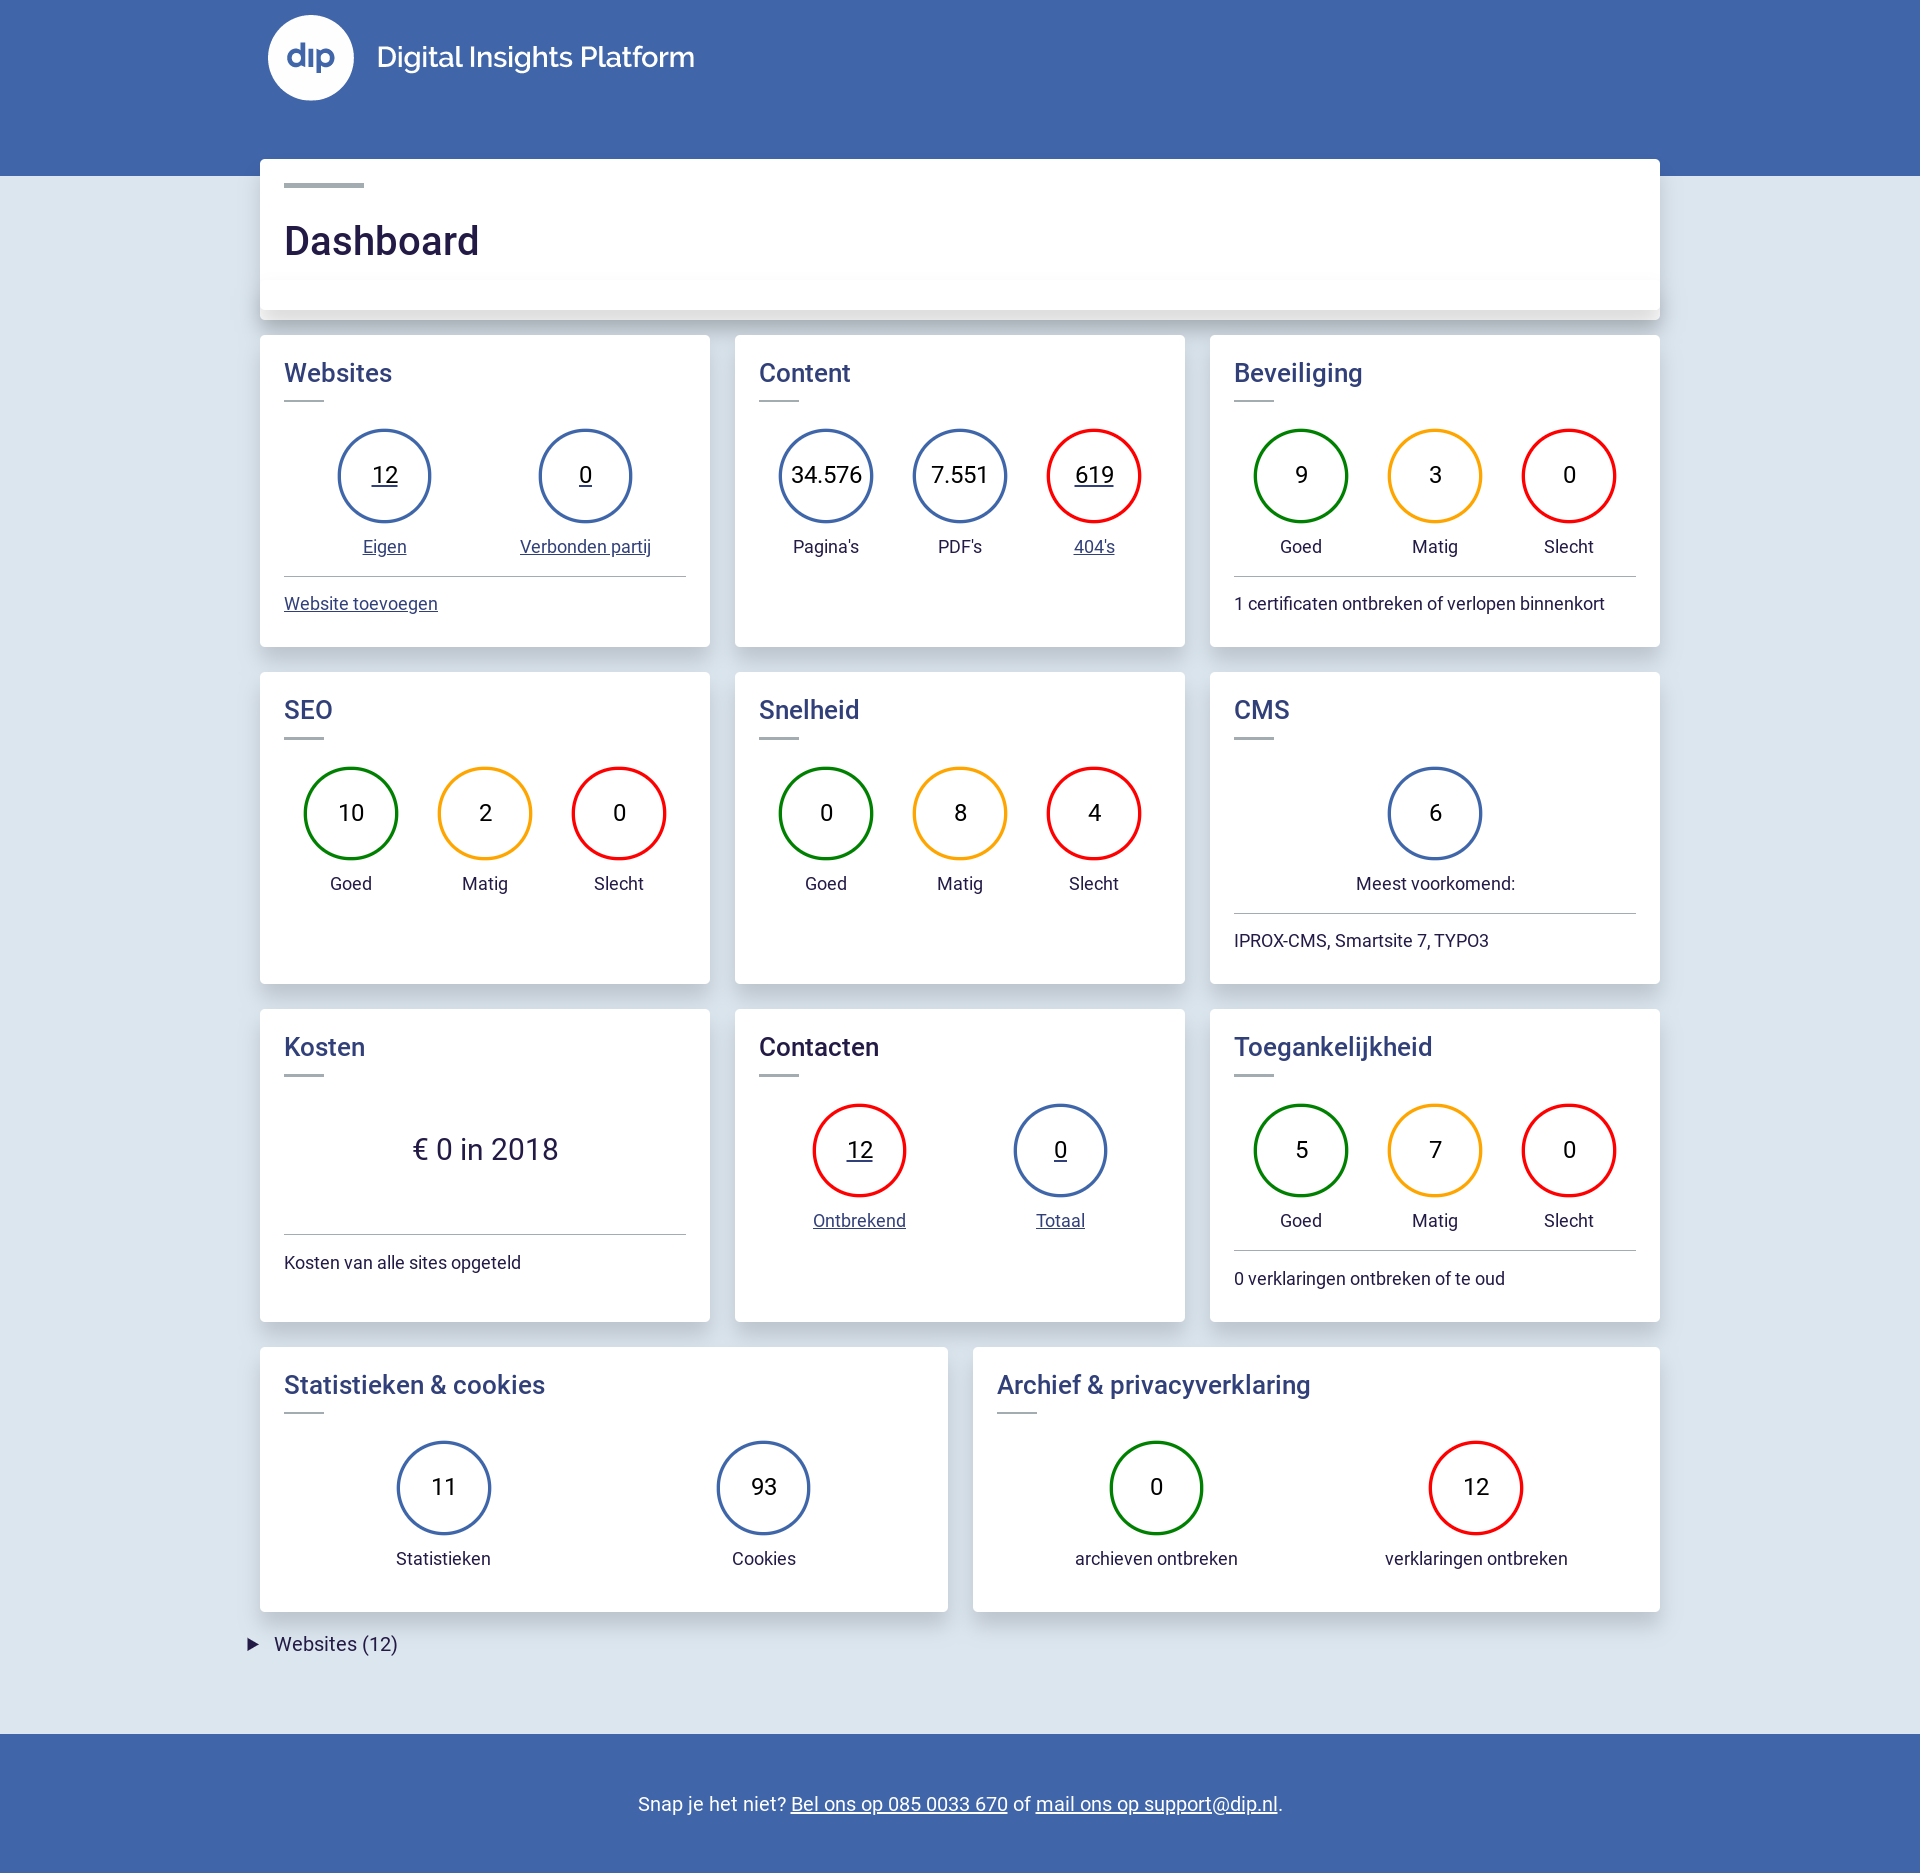 dip
Digital Insights Platform
Dashboard
Websites
12
0
Eigen
Verbonden partij
Website toevoegen
Content
34.576
7.551
619
Pagina's
PDF's
404's
Beveiliging
9
3
0
Goed
Matig
Slecht
1 certificaten ontbreken of verlopen binnenkort
SEO
10
2
0
Goed
Matig
Slecht
Snelheid
0
8
4
Goed
Matig
Slecht
CMS
6
Meest voorkomend:
IPROX-CMS, Smartsite 7, TYPO3
Kosten
€ 0 in 2018
Kosten van alle sites opgeteld
Contacten
12
0
Ontbrekend
Totaal
Toegankelijkheid
5
7
0
Goed
Matig
Slecht
0 verklaringen ontbreken of te oud
Statistieken & cookies
11
93
Statistieken
Cookies
Archief & privacyverklaring
0
12
archieven ontbreken
verklaringen ontbreken
Websites (12)
Snap je het niet? Bel ons op 085 0033 670 of mail ons op support@dip.nl.